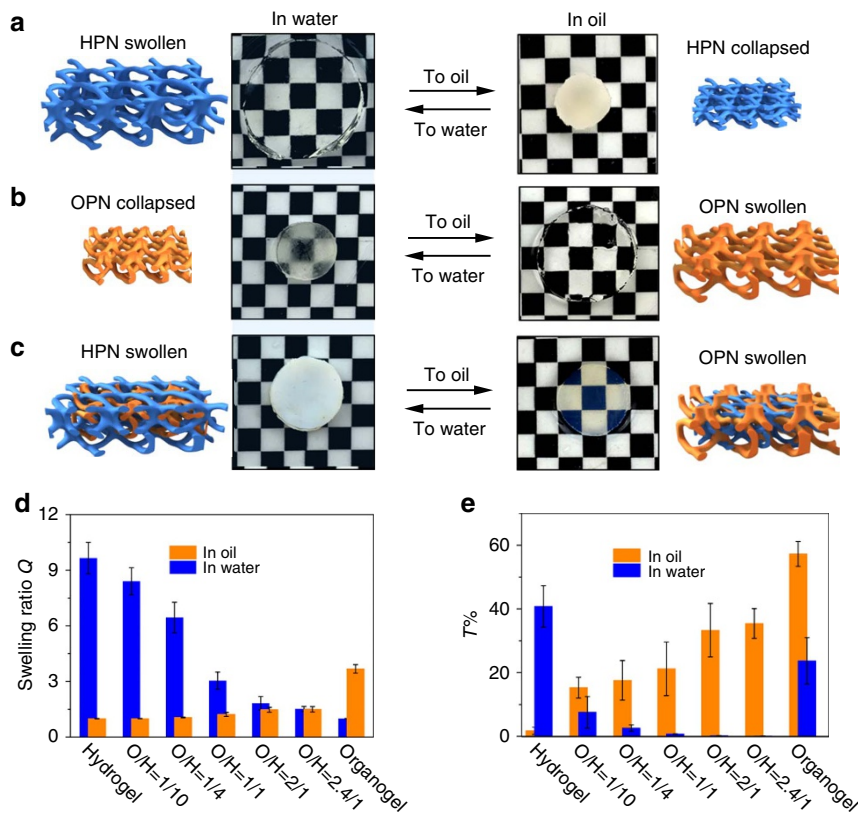 a
In water
In oil
HPN swollen
To oil
To water
HPN collapsed
b
OPN collapsed
To oil
To water
OPN swollen
c
HPN swollen
To oil
To water
OPN swollen
d
12
9
6
3
0
Swelling ratio Q
In oil
In water
Hydrogel
O/H=1/10
O/H=1/4
O/H=1/1
O/H=2/1
O/H=2.4/1
Organogel
e
60
40
20
0
T%
In oil
In water
Hydrogel
O/H=1/10
O/H=1/4
O/H=1/1
O/H=2/1
O/H=2.4/1
Organogel